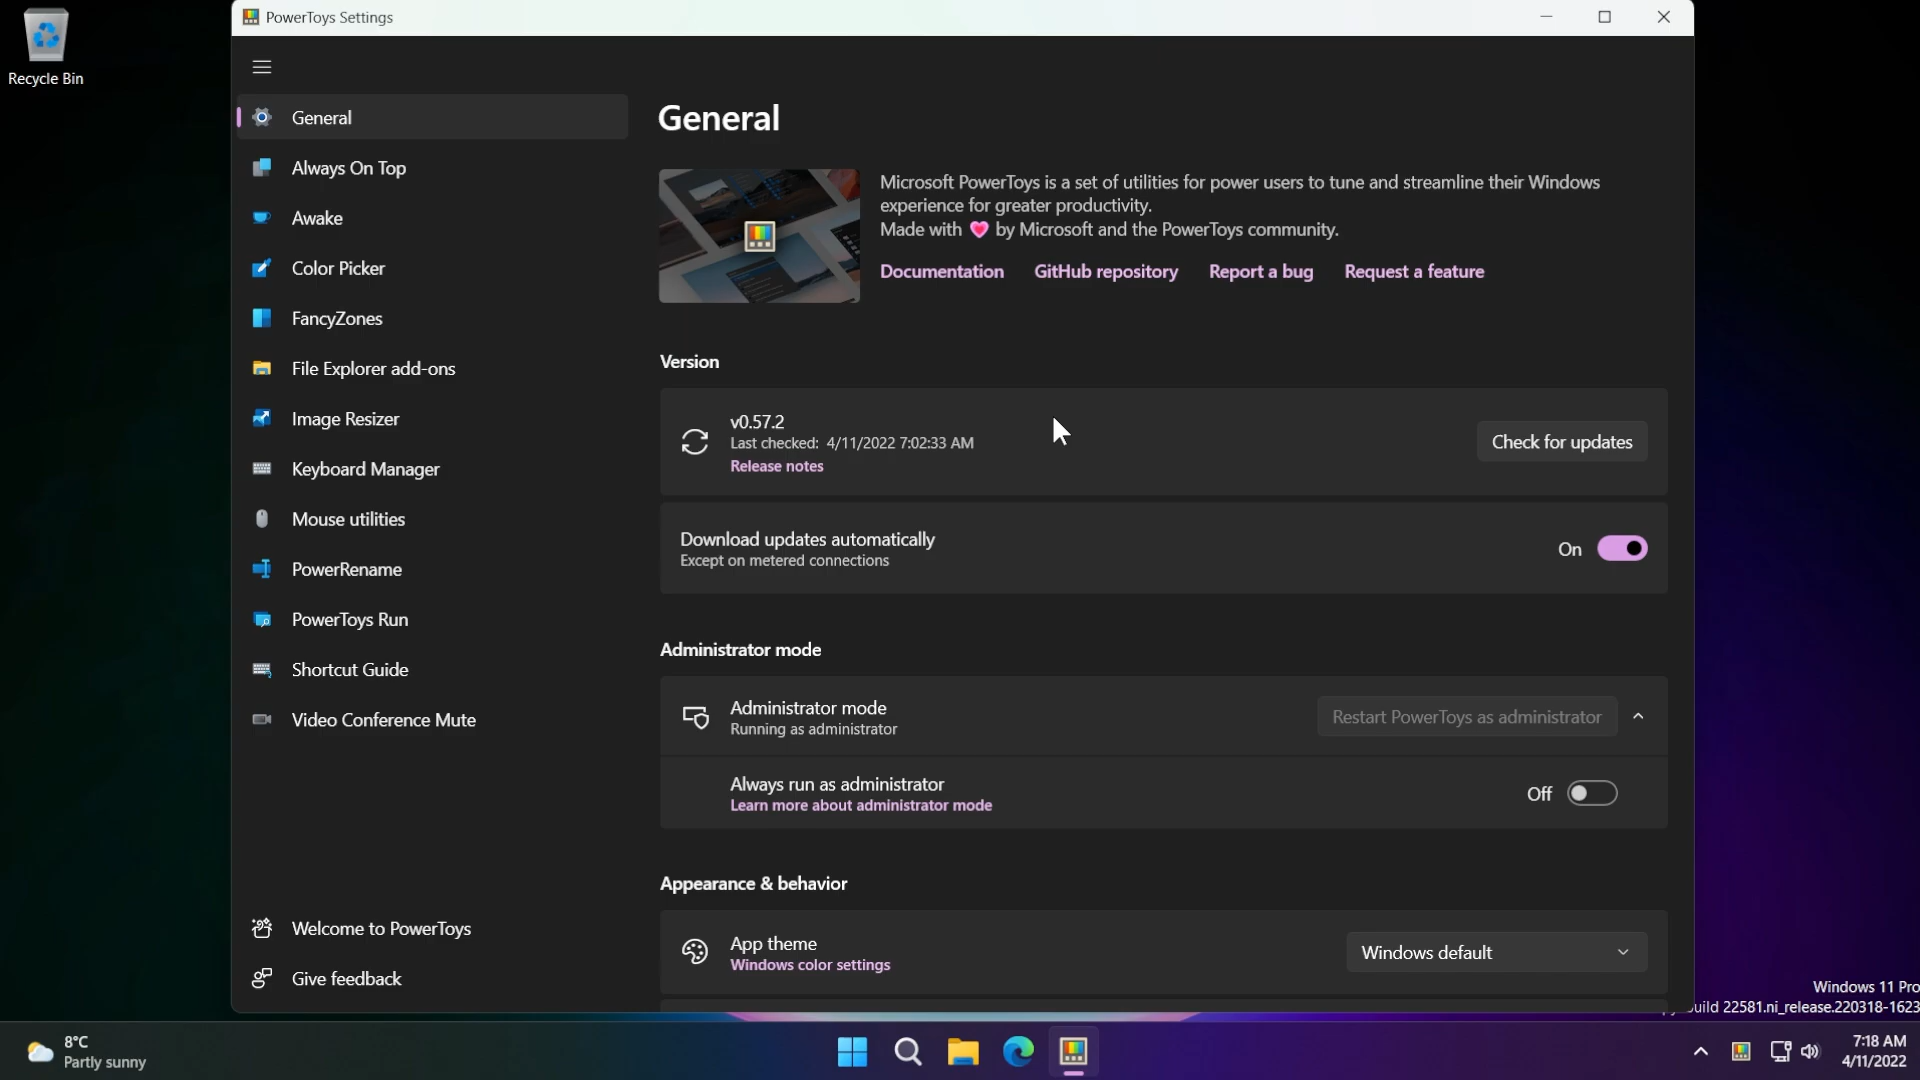 Recycle Bin
PowerToys Settings
General
Always On Top
Awake
Color Picker
FancyZones
File Explorer add-ons
Image Resizer
Keyboard Manager
Mouse utilities
PowerRename
PowerToys Run
Shortcut Guide
Video Conference Mute
Welcome to PowerToys
Give feedback
General
Microsoft PowerToys is a set of utilities for power users to tune and streamline their Windows
experience for greater productivity.
Made with 💗 by Microsoft and the PowerToys community.
Documentation GitHub repository Report a bug Request a feature
Version
v0.57.2
Last checked: 4/11/2022 7:02:33 AM
Release notes
Check for updates
Download updates automatically
Except on metered connections
On
Administrator mode
Administrator mode
Running as administrator
Restart PowerToys as administrator
Always run as administrator
Learn more about administrator mode
Off
Appearance & behavior
App theme
Windows color settings
Windows default
Windows 11 Pro
22581.ni_release.220318-1623
8°C
Partly sunny
7:18 AM
4/11/2022